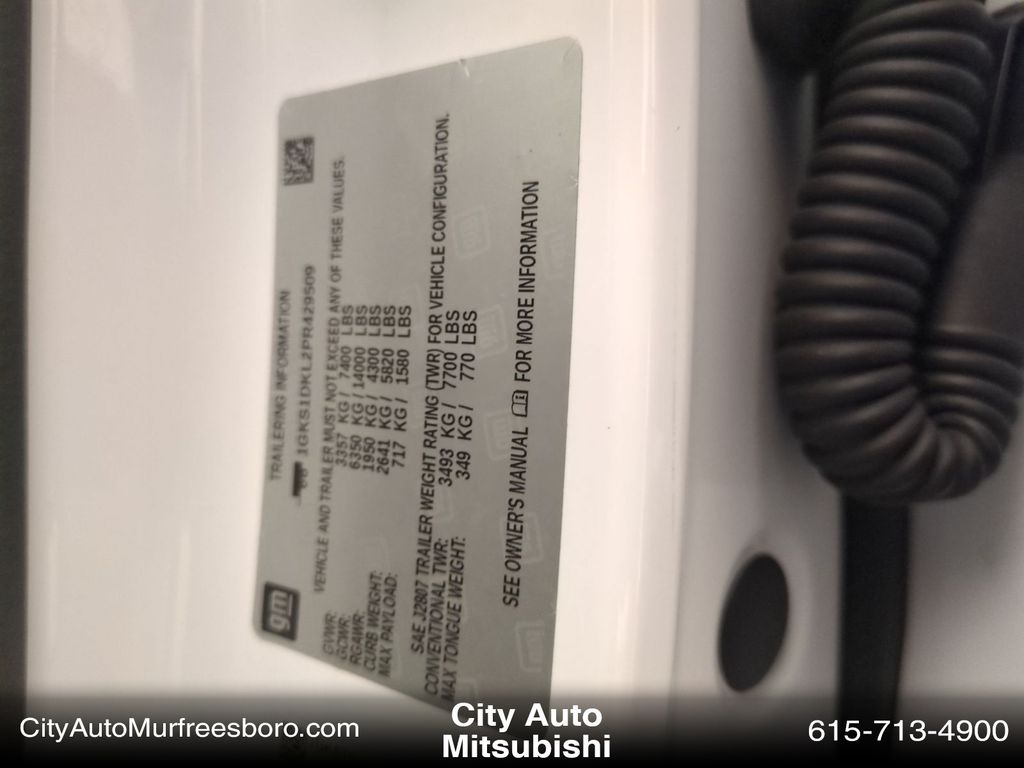 gm
TRAILERING INFORMATION
1GKS1DKL2PR429509
VEHICLE AND TRAILER MUST NOT EXCEED ANY OF THESE VALUES.
GVWR: 3357 KG / 7400 LBS
GCWR: 6350 KG / 14000 LBS
RGAWR: 1950 KG / 4300 LBS
CURB WEIGHT: 2641 KG / 5820 LBS
MAX PAYLOAD: 717 KG / 1580 LBS
SAE J2807 TRAILER WEIGHT RATING (TWR) FOR VEHICLE CONFIGURATION.
CONVENTIONAL TWR: 3493 KG / 7700 LBS
MAX TONGUE WEIGHT: 349 KG / 770 LBS
SEE OWNER'S MANUAL FOR MORE INFORMATION
CityAutoMurfreesboro.com
City Auto
Mitsubishi
615-713-4900